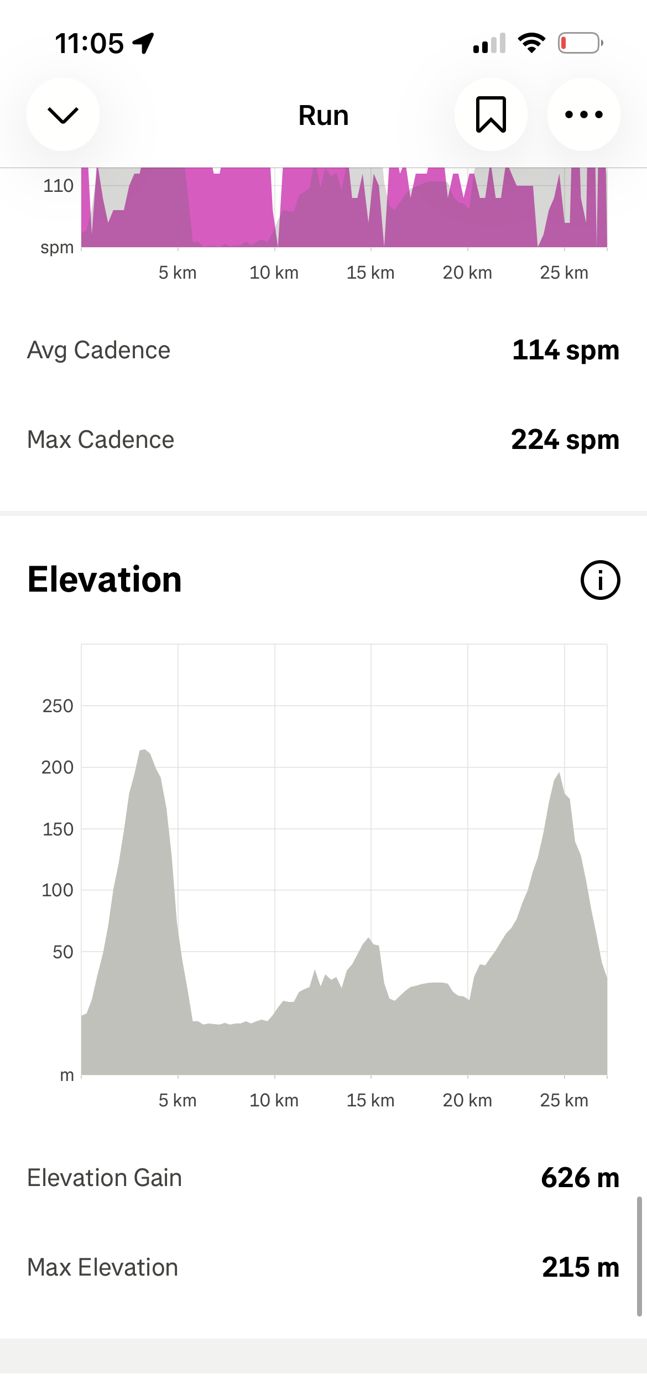 11:05
Run
110
spm
5 km 10 km 15 km 20 km 25 km
Avg Cadence 114 spm
Max Cadence 224 spm
Elevation
250
200
150
100
50
m
5 km 10 km 15 km 20 km 25 km
Elevation Gain 626 m
Max Elevation 215 m